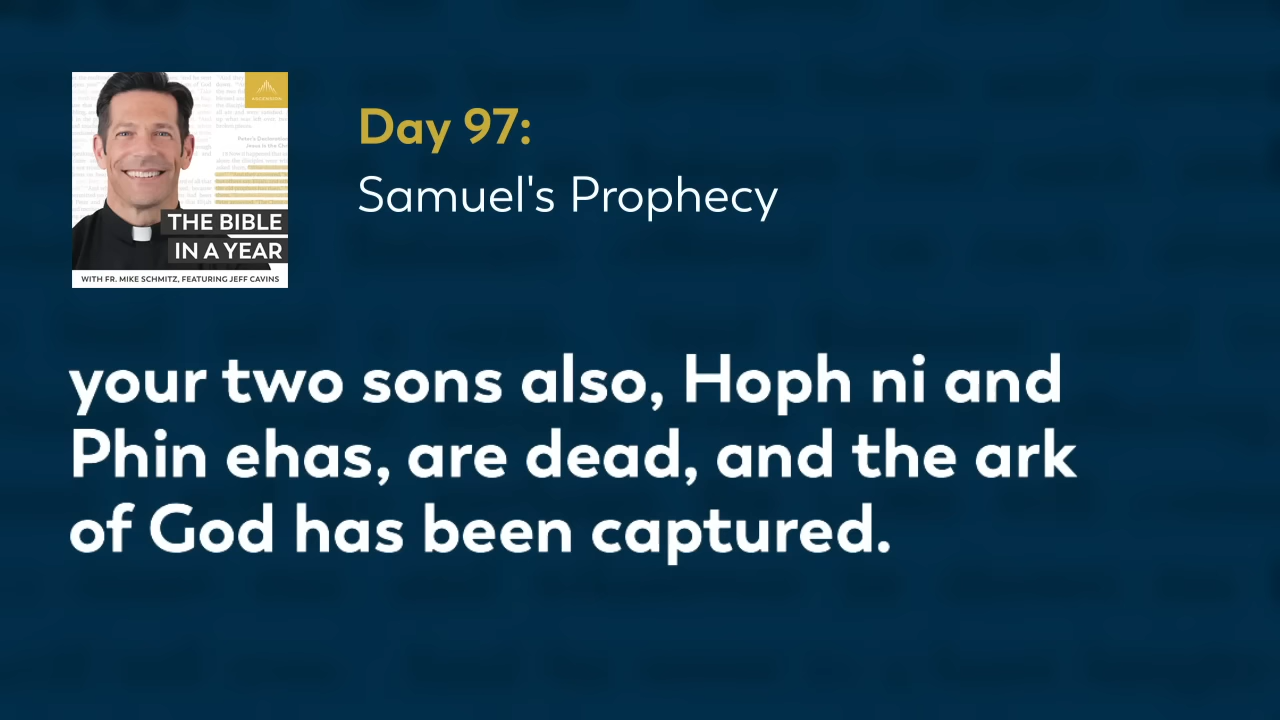 Day 97:
Samuel's Prophecy
THE BIBLE
IN A YEAR
WITH FR. MIKE SCHMITZ, FEATURING JEFF CAVINS
your two sons also, Hoph ni and
Phin ehas, are dead, and the ark
of God has been captured.